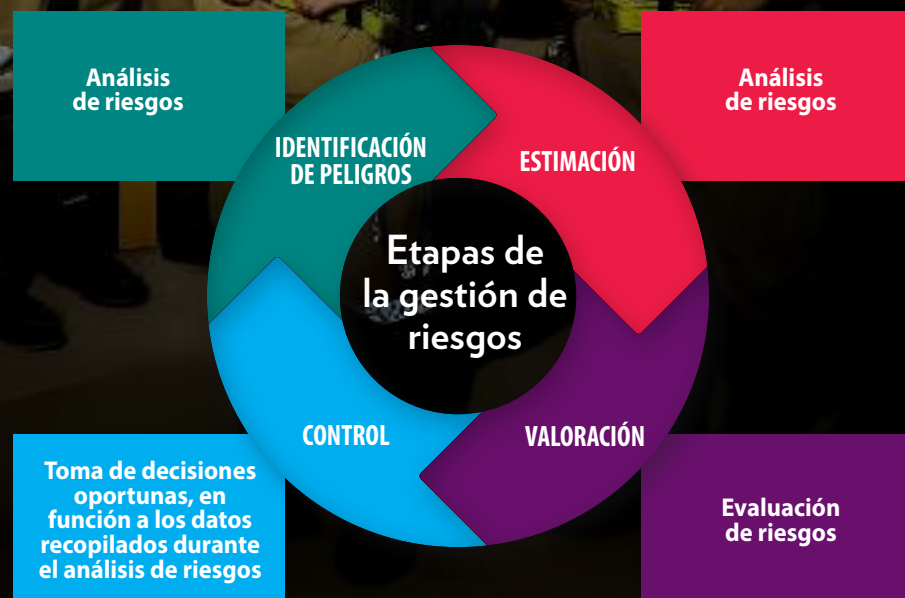 Análisis
de riesgos
Análisis
de riesgos
IDENTIFICACIÓN
DE PELIGROS
ESTIMACIÓN
Etapas de
la gestión de
riesgos
CONTROL
VALORACIÓN
Toma de decisiones
oportunas, en
función a los datos
recopilados durante
el análisis de riesgos
Evaluación
de riesgos